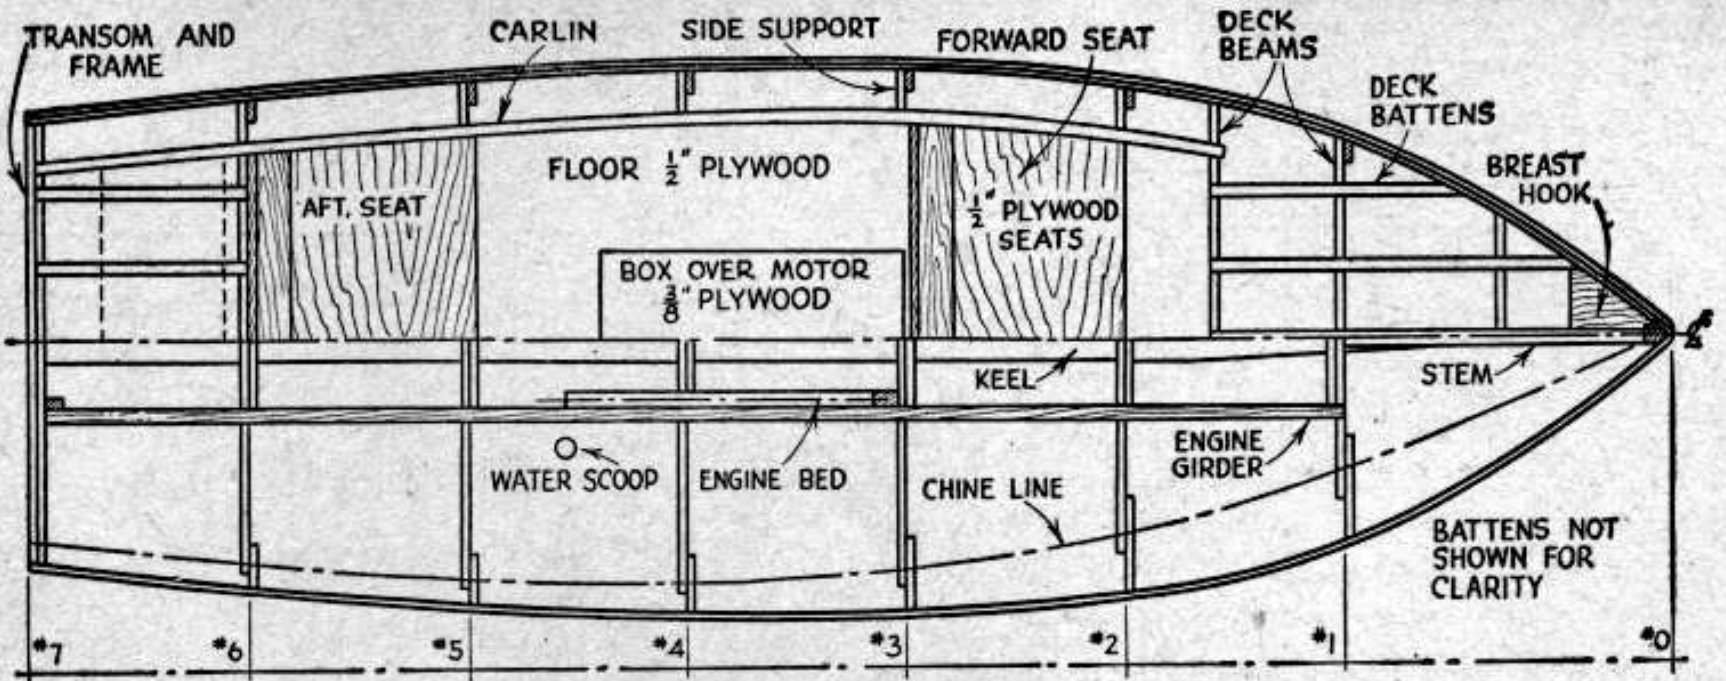 TRANSOM AND
FRAME
CARLIN
SIDE SUPPORT
FORWARD SEAT
DECK
BEAMS
DECK
BATTENS
BREAST
HOOK
FLOOR 1/2" PLYWOOD
AFT. SEAT
1/2" PLYWOOD
SEATS
BOX OVER MOTOR
3/8" PLYWOOD
KEEL
STEM
WATER SCOOP
ENGINE BED
ENGINE
GIRDER
CHINE LINE
BATTENS NOT
SHOWN FOR
CLARITY
#7
#6
#5
#4
#3
#2
#1
#0